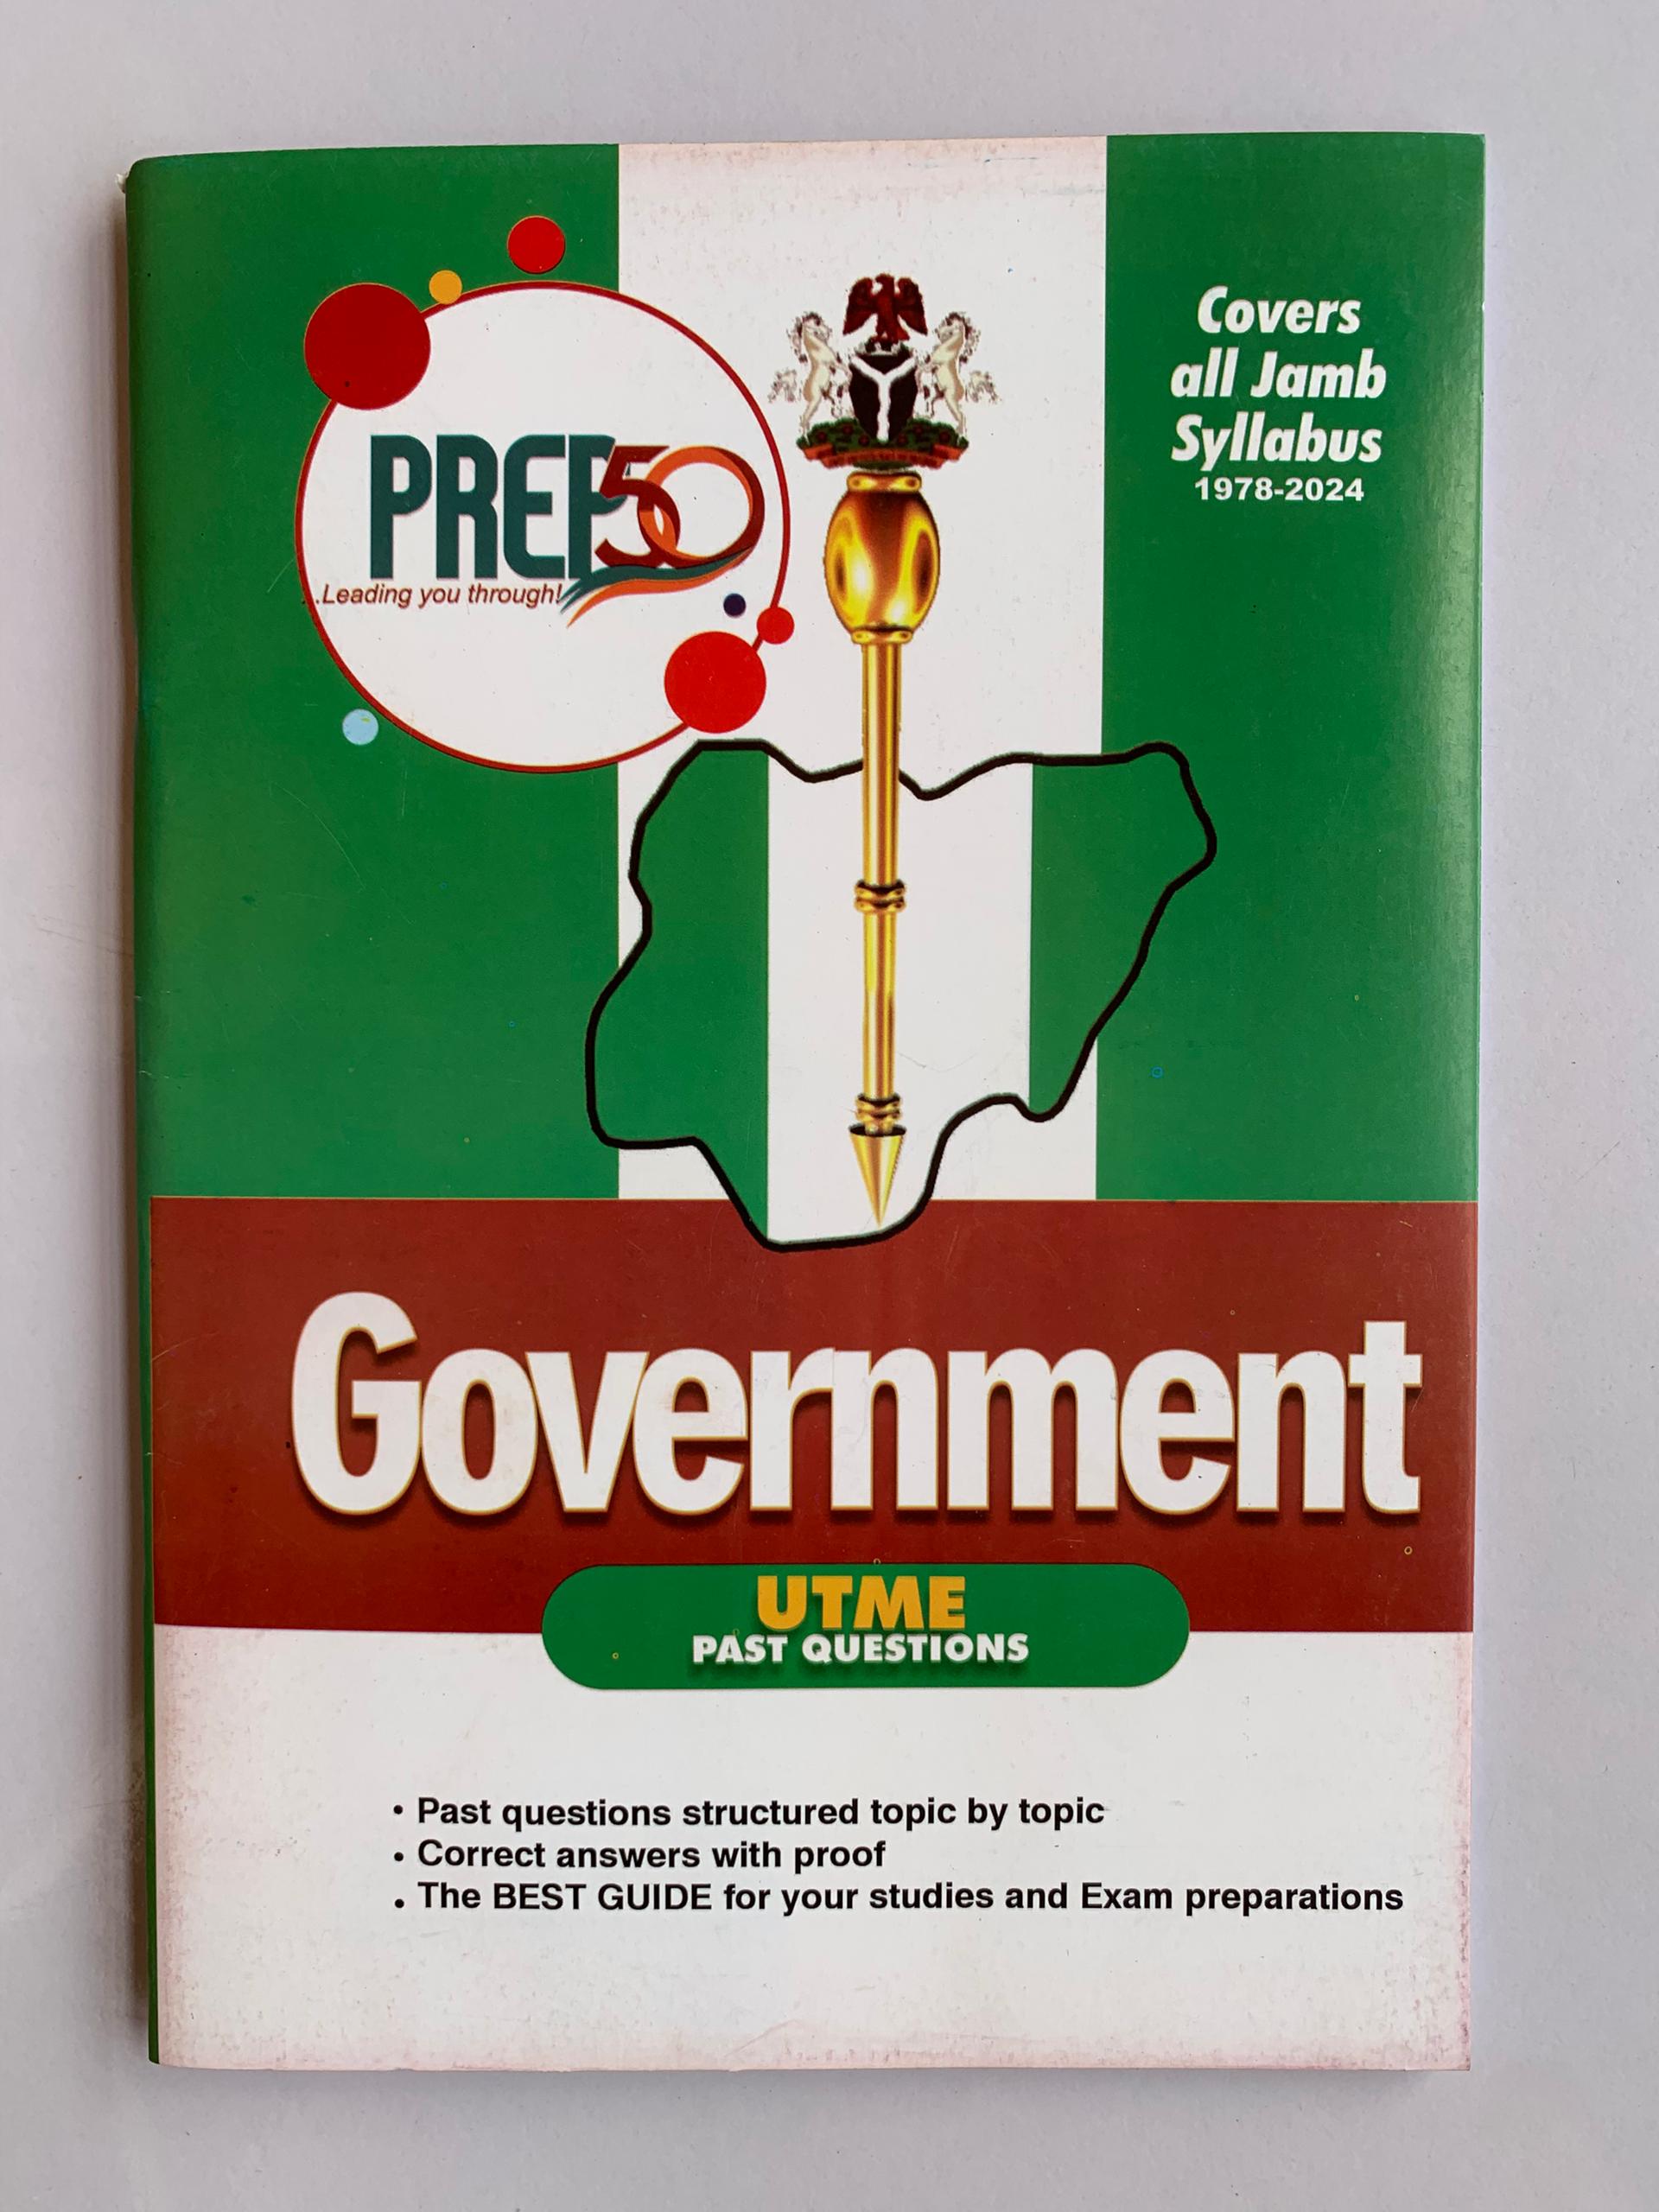 PREP50
...Leading you through!
Covers
all Jamb
Syllabus
1978-2024
Government
UTME
PAST QUESTIONS
• Past questions structured topic by topic
• Correct answers with proof
• The BEST GUIDE for your studies and Exam preparations